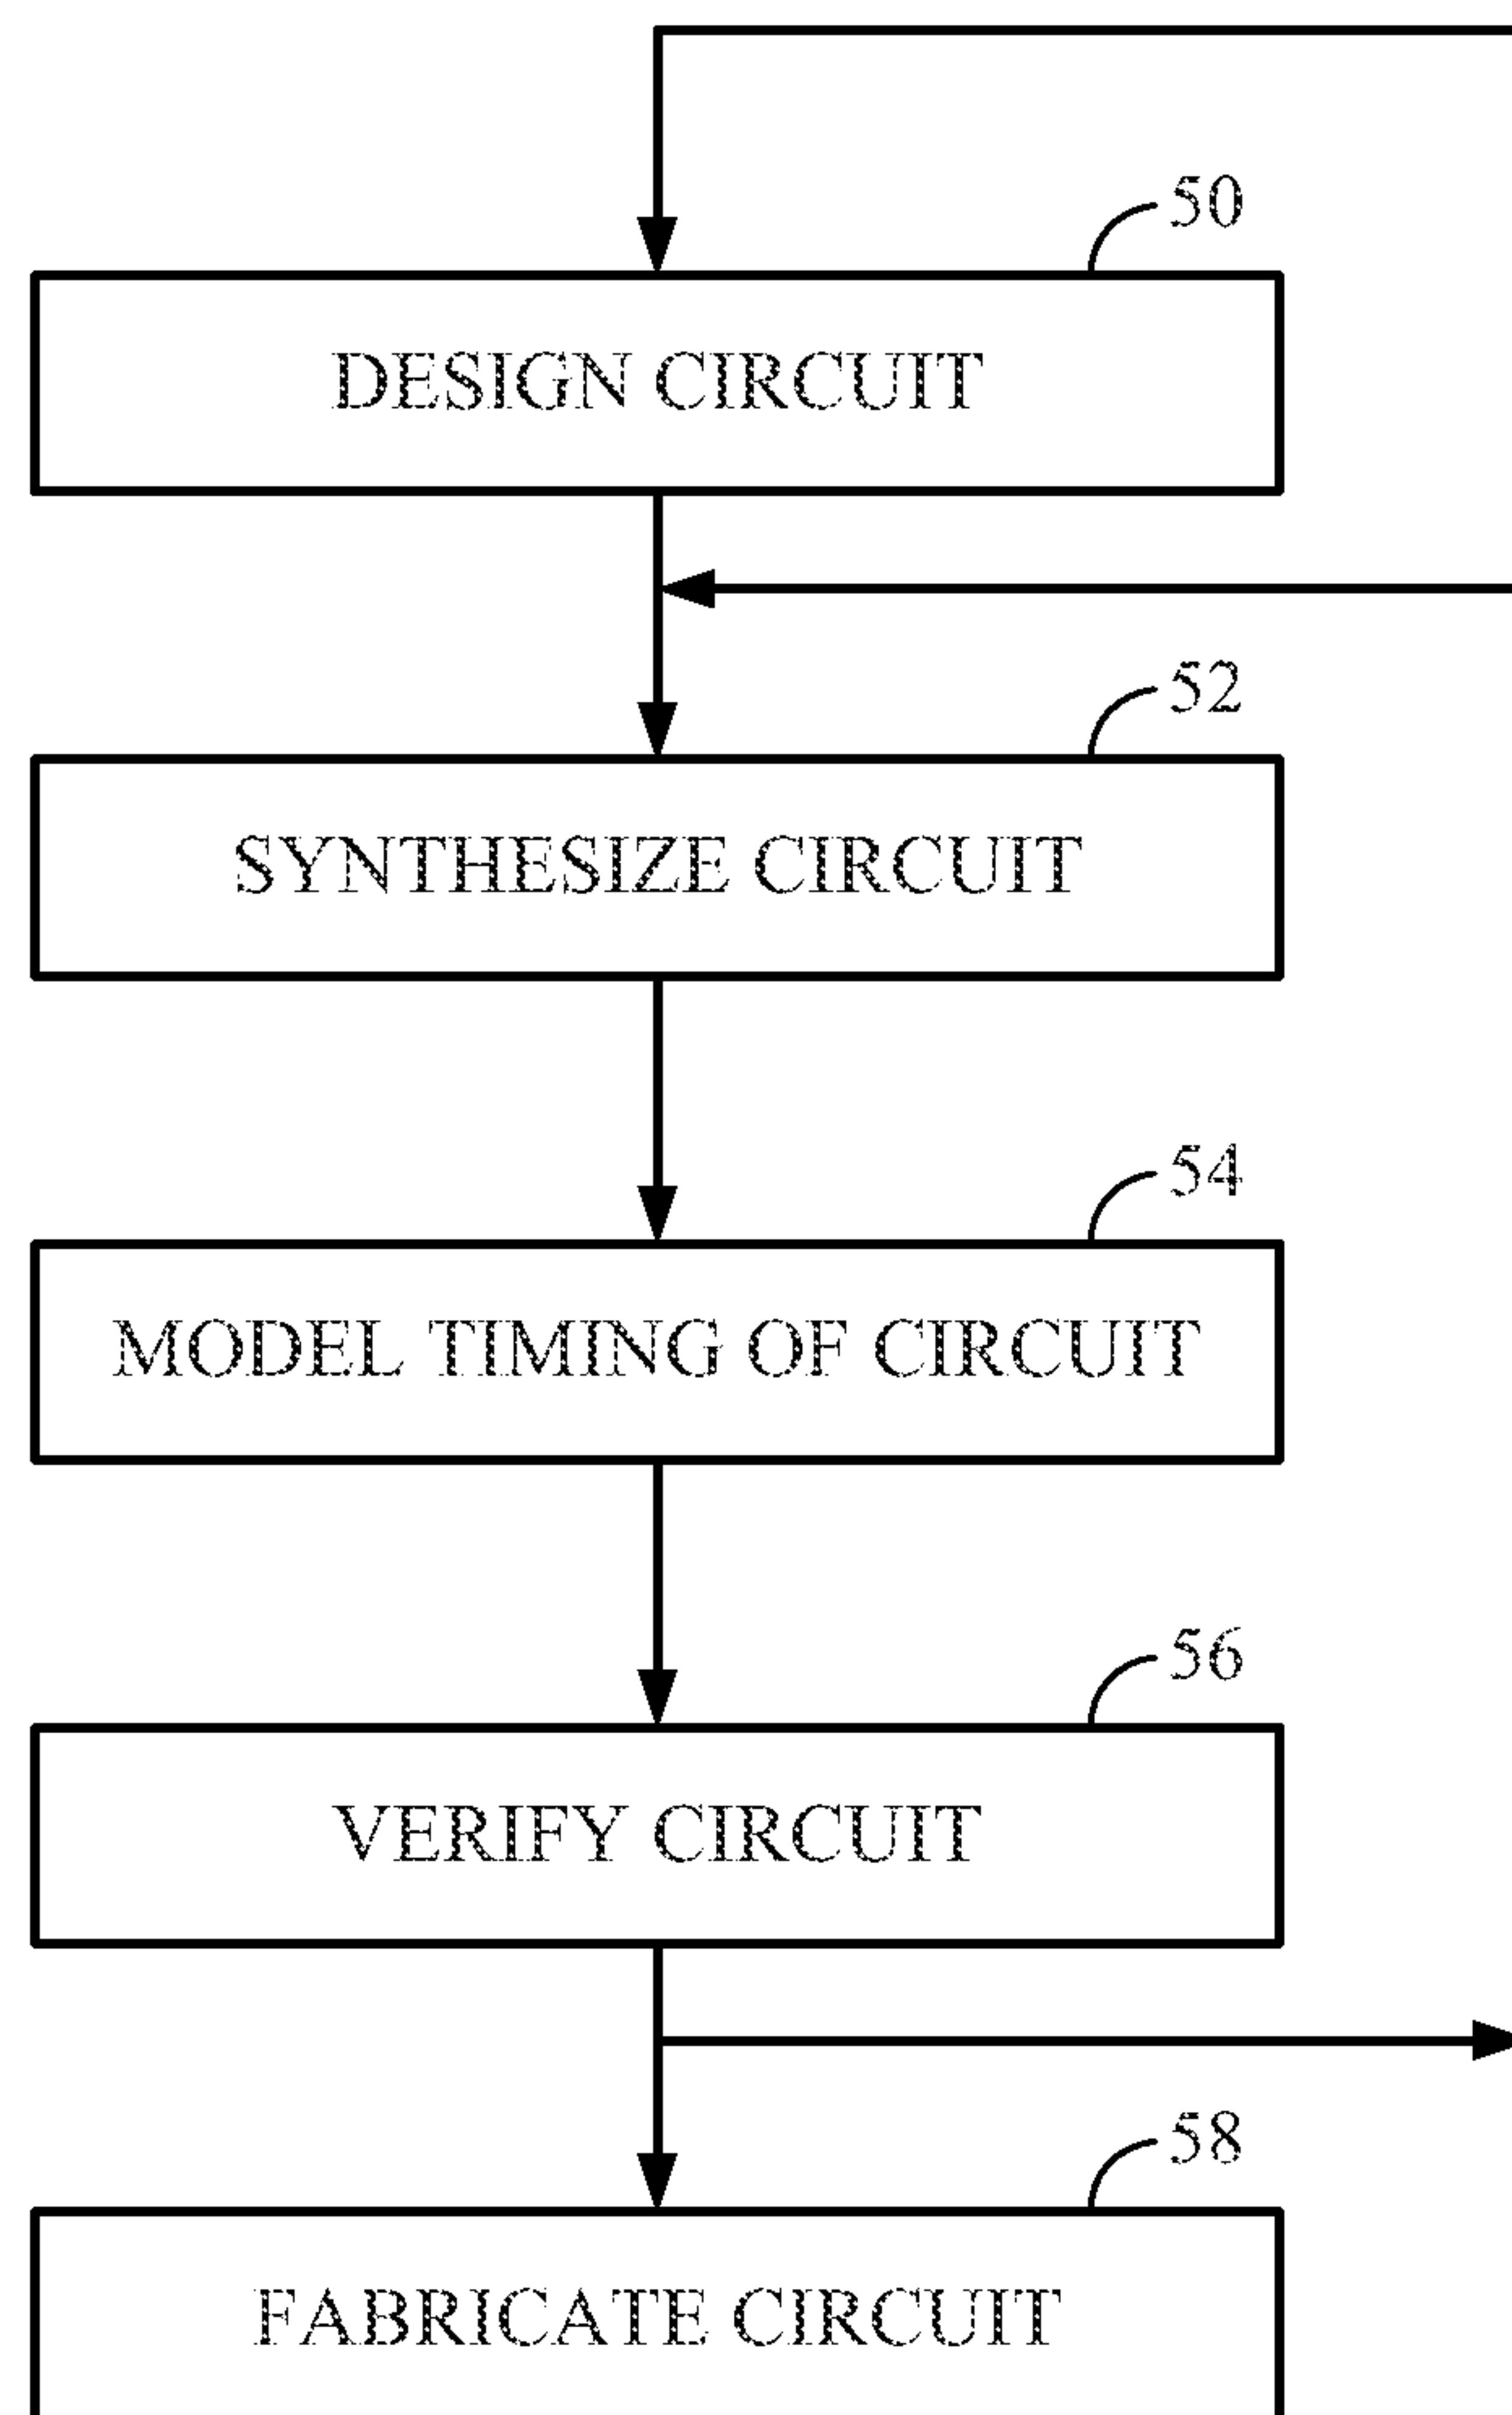 50
DESIGN CIRCUIT
52
SYNTHESIZE CIRCUIT
54
MODEL TIMING OF CIRCUIT
56
VERIFY CIRCUIT
58
FABRICATE CIRCUIT